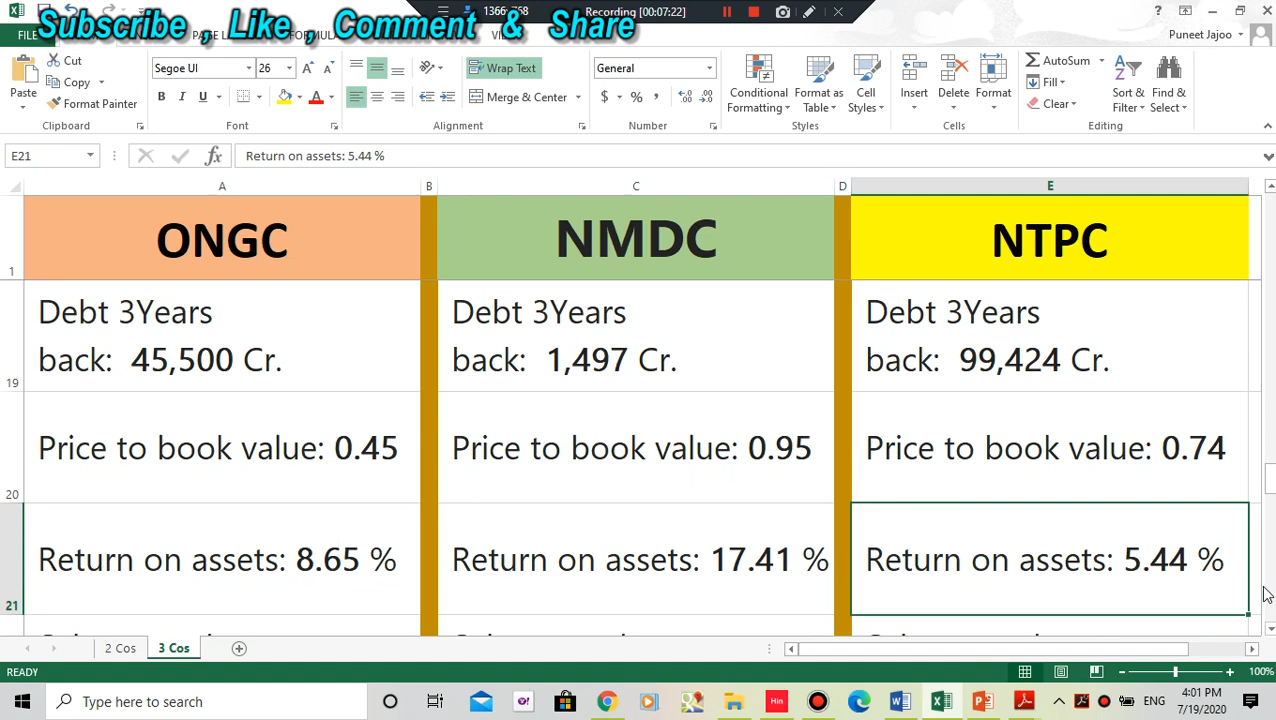 1366x768
Recording [00:07:22]
Subscribe , Like , Comment & Share
FILE
PAGE LAYOUT
FORMULAS
Puneet Jajoo
Paste
Cut
Copy
Format Painter
Clipboard
Segoe UI
26
B I U
Font
Wrap Text
Merge & Center
Alignment
General
$ % ,
Number
Conditional Formatting
Format as Table
Cell Styles
Styles
Insert
Delete
Format
Cells
AutoSum
Fill
Clear
Sort & Filter
Find & Select
Editing
E21
fx
Return on assets: 5.44 %
A B C D E
1
ONGC NMDC NTPC
Debt 3Years Debt 3Years Debt 3Years
back: 45,500 Cr. back: 1,497 Cr. back: 99,424 Cr.
19
Price to book value: 0.45 Price to book value: 0.95 Price to book value: 0.74
20
Return on assets: 8.65 % Return on assets: 17.41 % Return on assets: 5.44 %
21
2 Cos 3 Cos
READY
100%
Type here to search
Hin
ENG
4:01 PM
7/19/2020